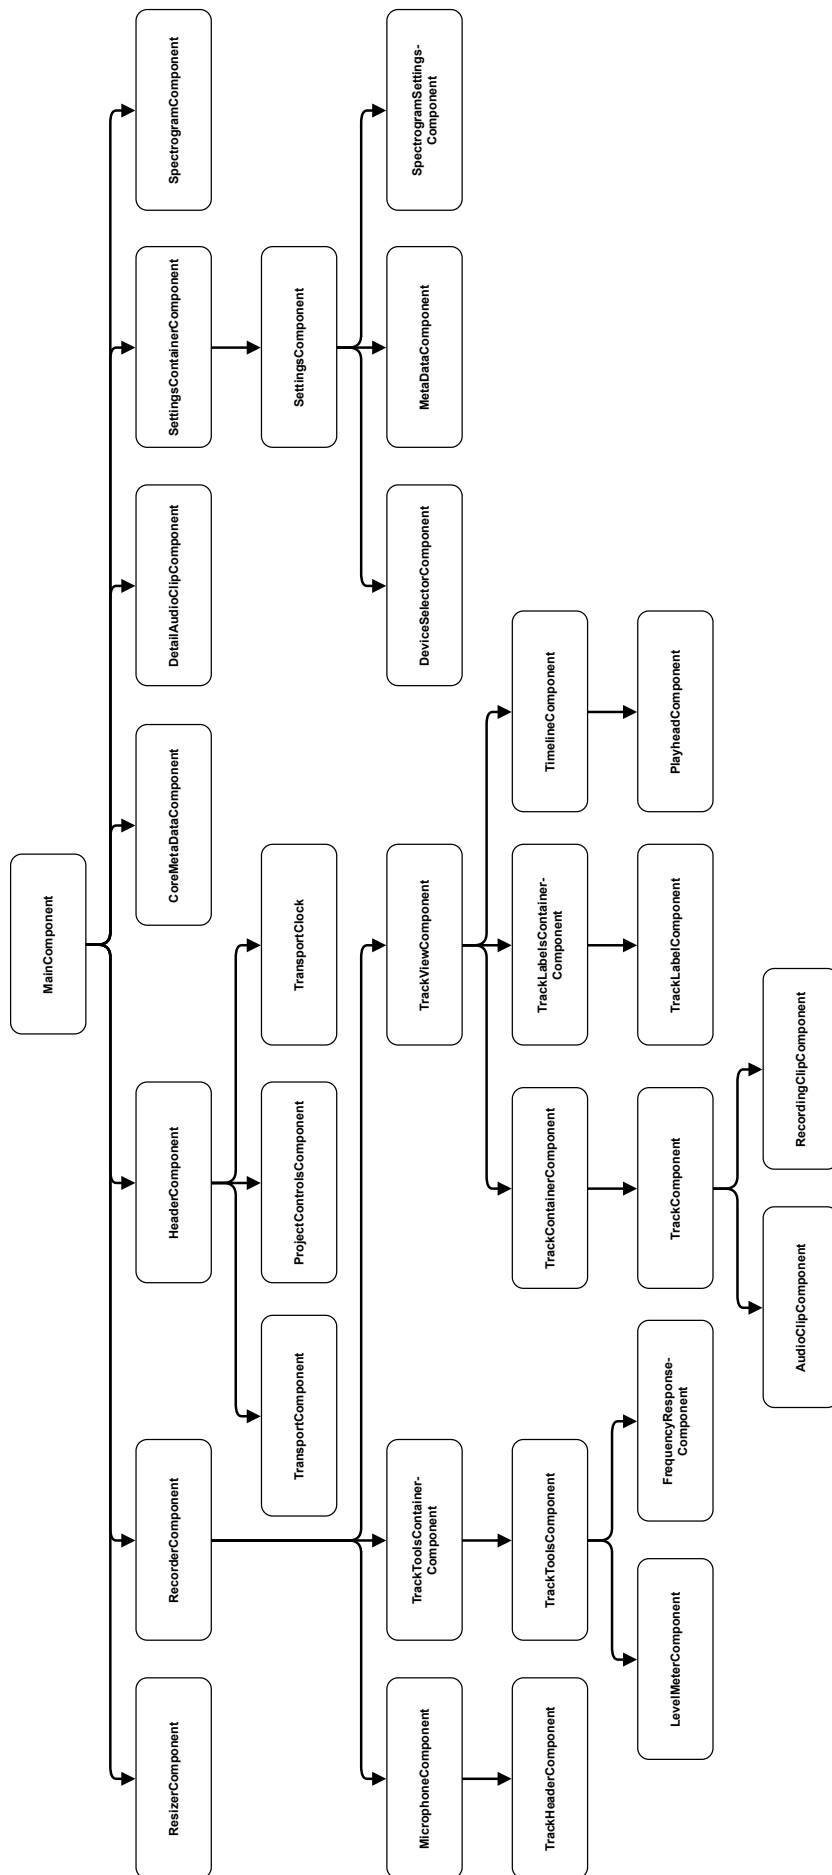 MainComponent
ResizerComponent
RecorderComponent
HeaderComponent
CoreMetaDataComponent
DetailAudioClipComponent
SettingsContainerComponent
SpectrogramComponent
TransportComponent
ProjectControlsComponent
TransportClock
SettingsComponent
MicrophoneComponent
TrackToolsContainer-
Component
TrackViewComponent
DeviceSelectorComponent
MetaDataComponent
SpectrogramSettings-
Component
TrackHeaderComponent
TrackToolsComponent
TrackContainerComponent
TrackLabelsContainer-
Component
TimelineComponent
LevelMeterComponent
FrequencyResponse-
Component
TrackComponent
TrackLabelComponent
PlayheadComponent
AudioClipComponent
RecordingClipComponent